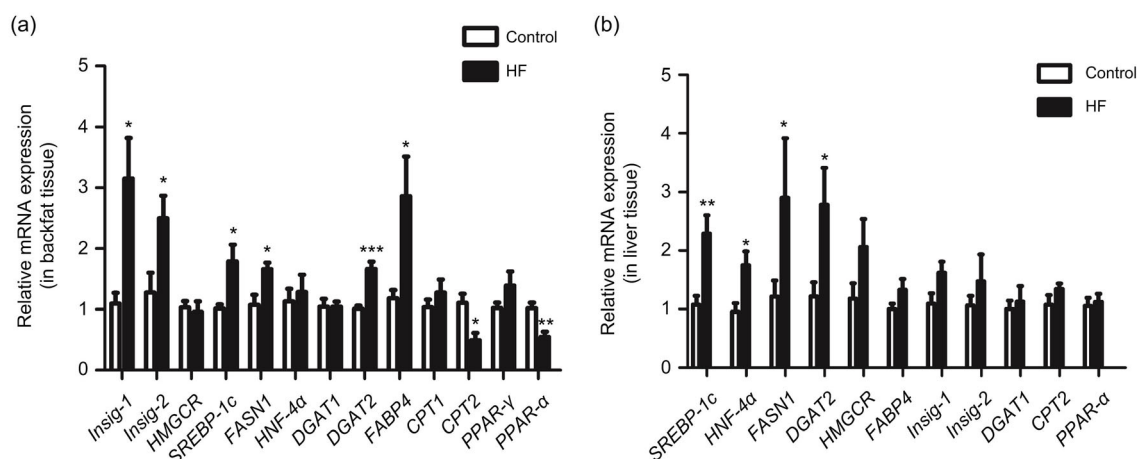 (a)
Control
HF
Relative mRNA expression
(in backfat tissue)
5
4
3
2
1
0
*
*
*
*
***
*
*
**
Insig-1
Insig-2
HMGCR
SREBP-1c
FASN1
HNF-4α
DGAT1
DGAT2
FABP4
CPT1
CPT2
PPAR-γ
PPAR-α
(b)
Control
HF
Relative mRNA expression
(in liver tissue)
5
4
3
2
1
0
**
*
*
*
SREBP-1c
HNF-4α
FASN1
DGAT2
HMGCR
FABP4
Insig-1
Insig-2
DGAT1
CPT2
PPAR-α